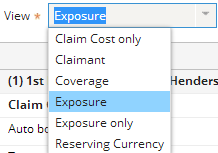 View * Exposure
Claim Cost only
Claimant
(1) 1st
Henders
Coverage
Exposure
Claim
Exposure only
Auto bo
Reserving Currency